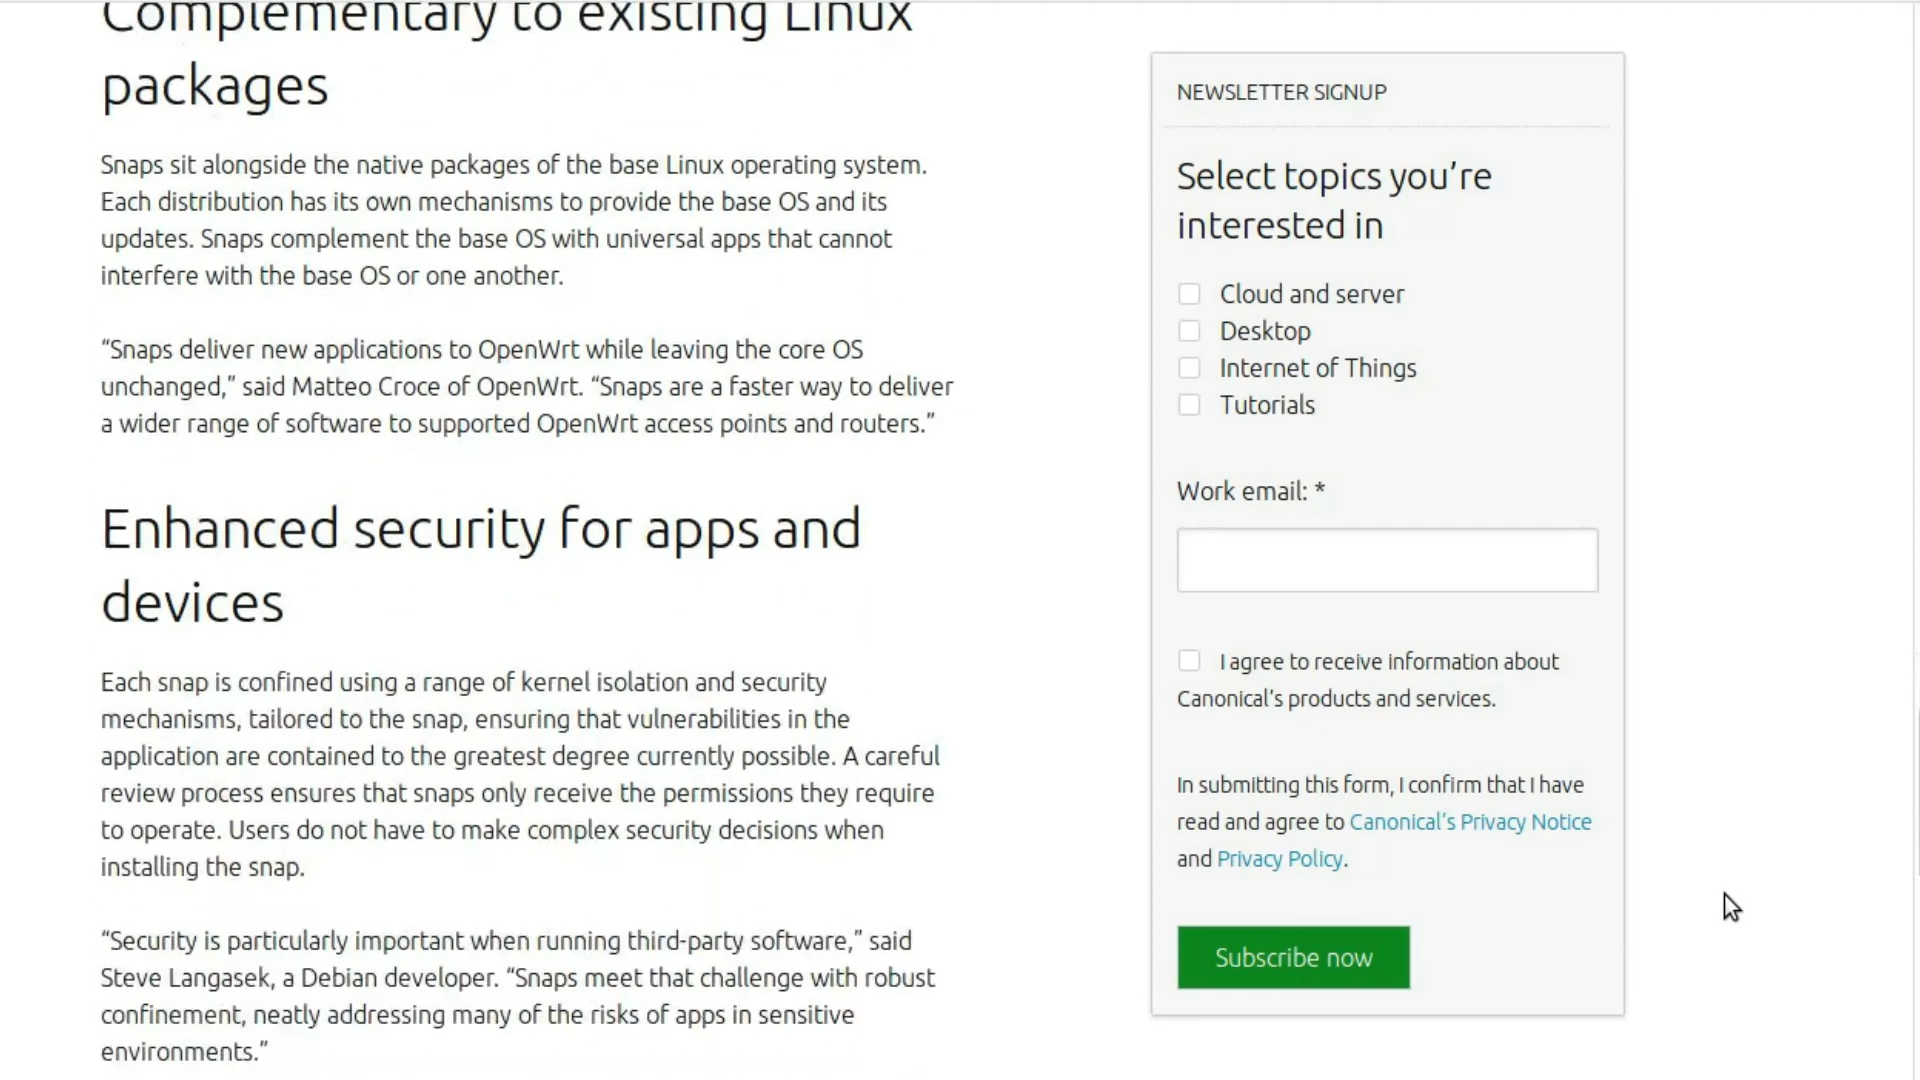 Complementary to existing Linux
packages
Snaps sit alongside the native packages of the base Linux operating system.
Each distribution has its own mechanisms to provide the base OS and its
updates. Snaps complement the base OS with universal apps that cannot
interfere with the base OS or one another.
“Snaps deliver new applications to OpenWrt while leaving the core OS
unchanged,” said Matteo Croce of OpenWrt. “Snaps are a faster way to deliver
a wider range of software to supported OpenWrt access points and routers.”
Enhanced security for apps and
devices
Each snap is confined using a range of kernel isolation and security
mechanisms, tailored to the snap, ensuring that vulnerabilities in the
application are contained to the greatest degree currently possible. A careful
review process ensures that snaps only receive the permissions they require
to operate. Users do not have to make complex security decisions when
installing the snap.
“Security is particularly important when running third-party software,” said
Steve Langasek, a Debian developer. “Snaps meet that challenge with robust
confinement, neatly addressing many of the risks of apps in sensitive
environments.”
NEWSLETTER SIGNUP
Select topics you’re
interested in
Cloud and server
Desktop
Internet of Things
Tutorials
Work email: *
I agree to receive information about
Canonical’s products and services.
In submitting this form, I confirm that I have
read and agree to Canonical’s Privacy Notice
and Privacy Policy.
Subscribe now